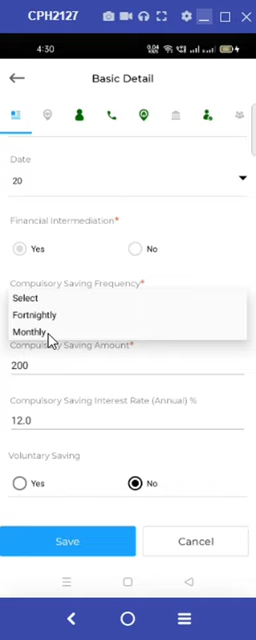 CPH2127
4:30
Basic Detail
Date
20
Financial Intermediation*
Yes No
Compulsory Saving Frequency*
Select
Fortnightly
Monthly
Compulsory Saving Amount*
200
Compulsory Saving Interest Rate (Annual) %
12.0
Voluntary Saving
Yes No
Save Cancel